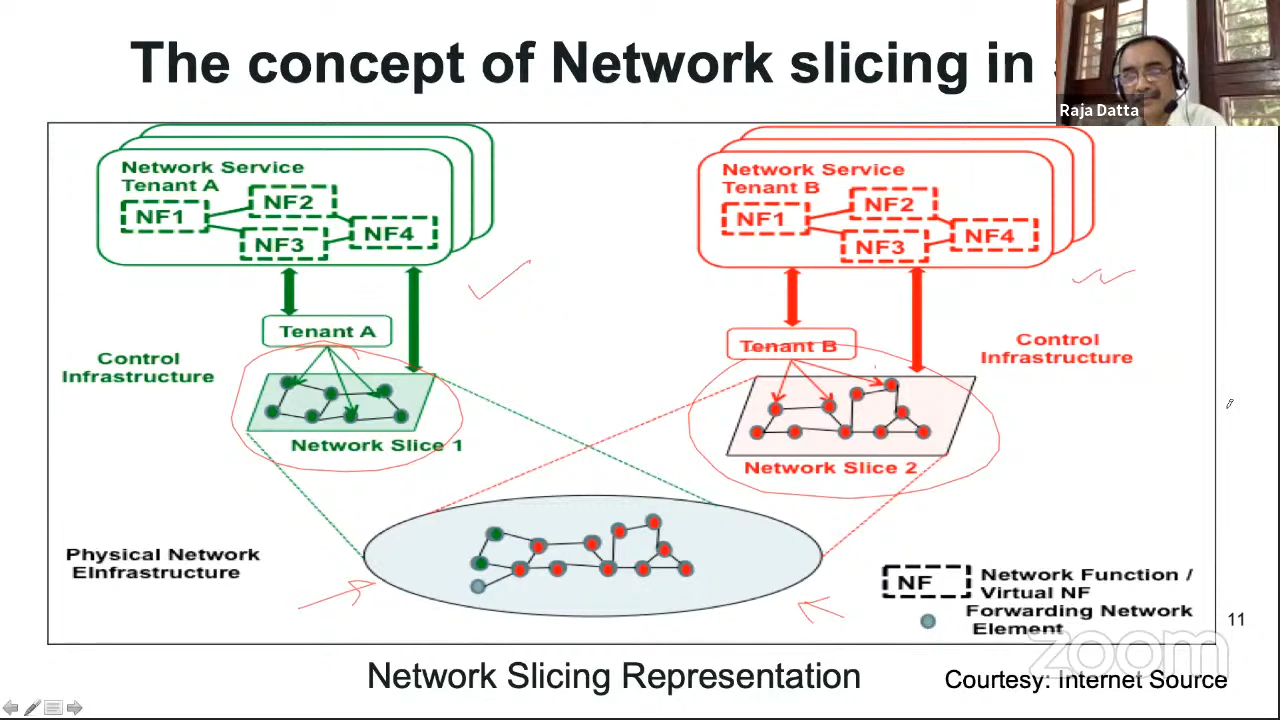 The concept of Network slicing in
Raja Datta
Network Service
Tenant A
NF1
NF2
NF3
NF4
Network Service
Tenant B
NF1
NF2
NF3
NF4
Tenant A
Tenant B
Control
Infrastructure
Control
Infrastructure
Network Slice 1
Network Slice 2
Physical Network
EInfrastructure
NF
Network Function /
Virtual NF
Forwarding Network
Element
11
zoom
Network Slicing Representation
Courtesy: Internet Source